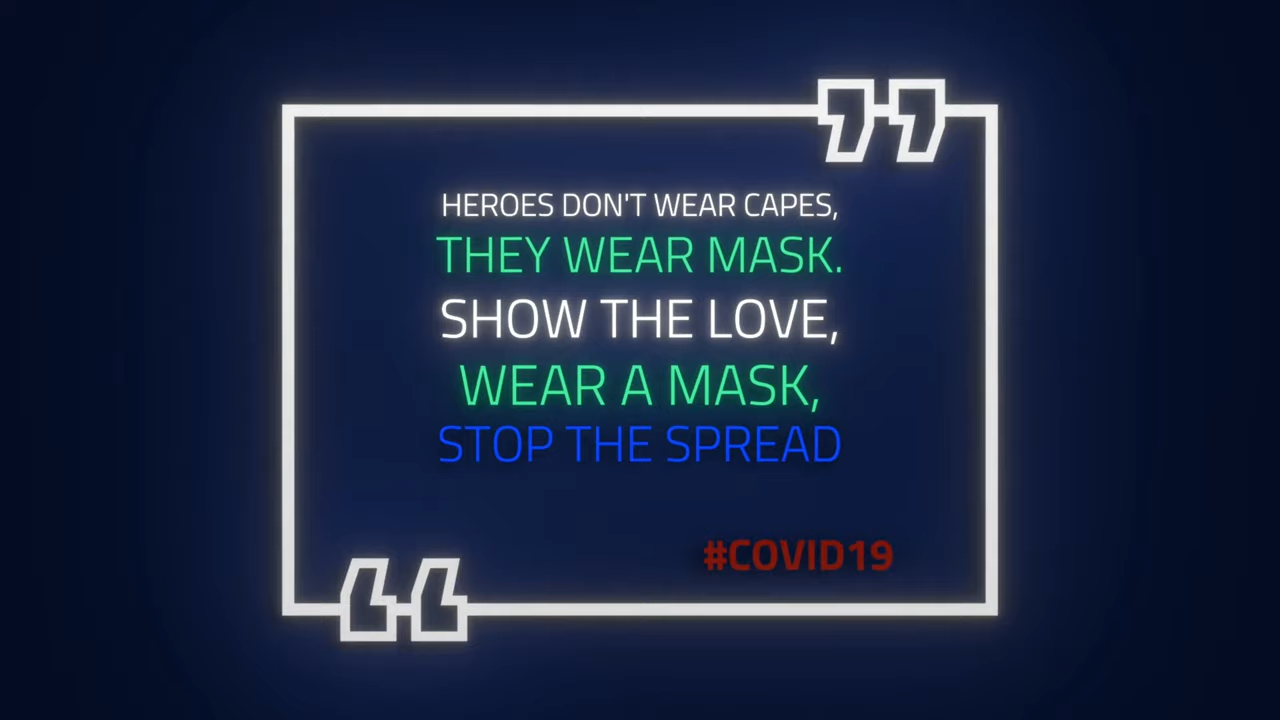 HEROES DON'T WEAR CAPES,
THEY WEAR MASK.
SHOW THE LOVE,
WEAR A MASK,
STOP THE SPREAD
#COVID19